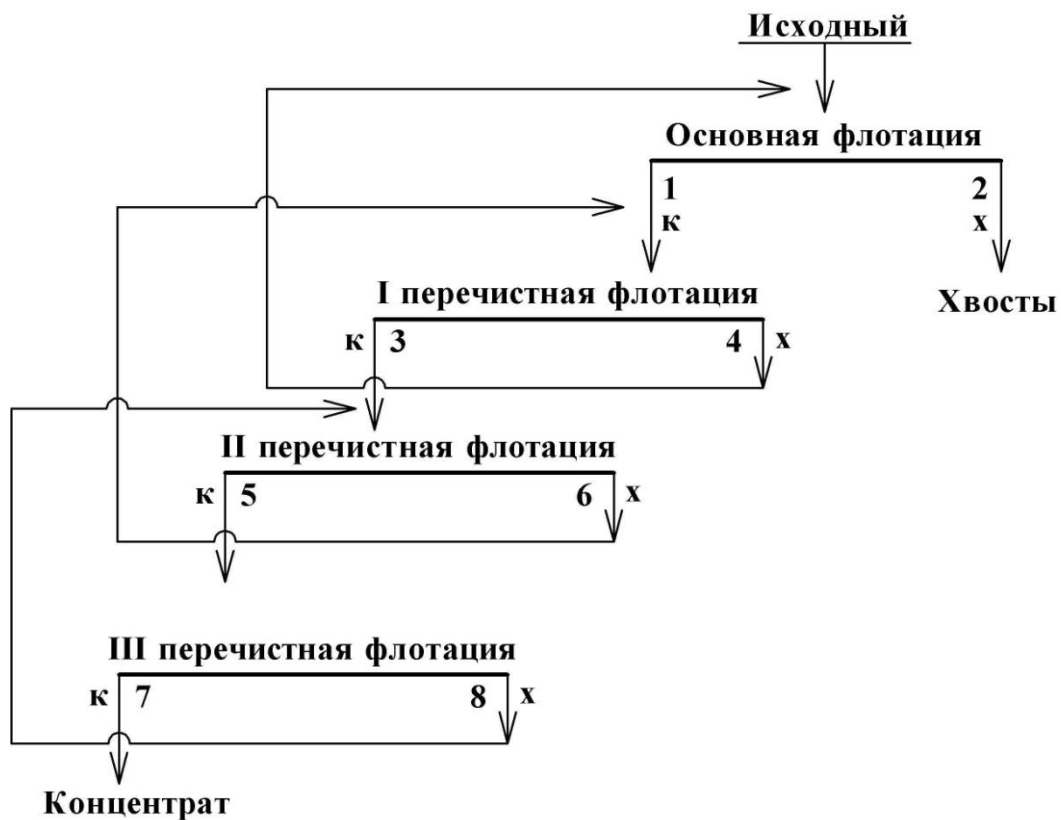 Исходный
Основная флотация
1 2
к х
I перечистная флотация
Хвосты
к 3 4 х
II перечистная флотация
к 5 6 х
III перечистная флотация
к 7 8 х
Концентрат